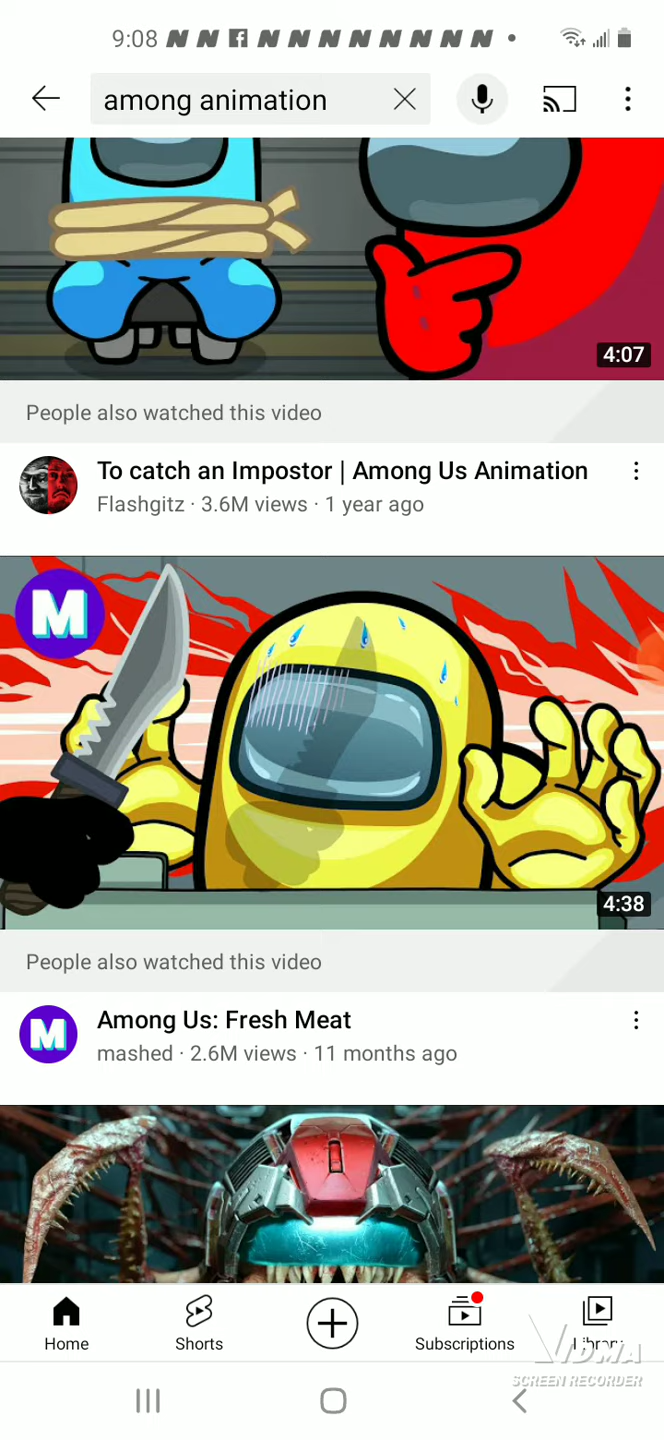 9:08
among animation
4:07
People also watched this video
To catch an Impostor | Among Us Animation
Flashgitz · 3.6M views · 1 year ago
M
4:38
People also watched this video
M
Among Us: Fresh Meat
mashed · 2.6M views · 11 months ago
Home
Shorts
Subscriptions
Library
VIDMA
SCREEN RECORDER